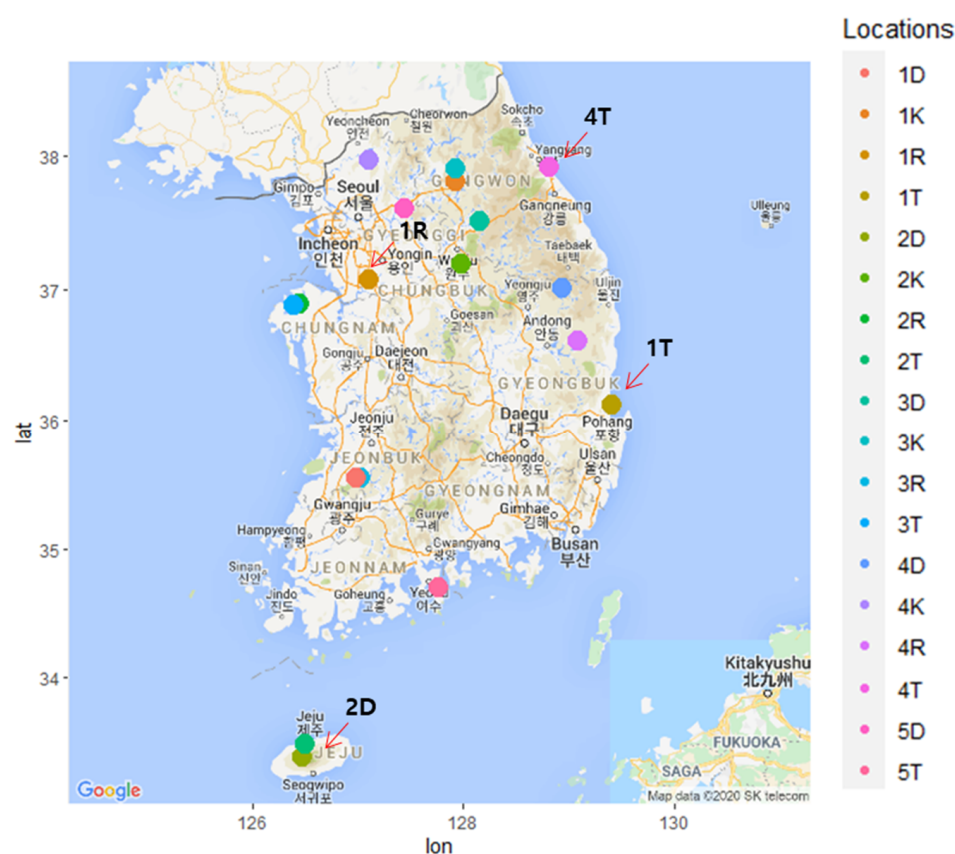 Locations
1D
1K
1R
1T
2D
2K
2R
2T
3D
3K
3R
3T
4D
4K
4R
4T
5D
5T
lat
38
37
36
35
34
126
128
130
lon
4T
1R
1T
2D
Yeoncheon
연천
Cheorwon
철원
Sokcho
속초
Yangyang
Gimpo
김포
Seoul
서울
Gangneung
강릉
Ulleung
울릉
Incheon
인천
Yongin
용인
Taebaek
태백
CHUNGBUK
Yeongju
영주
Uljin
울진
CHUNGNAM
Goesan
괴산
Andong
안동
Gongju
공주
Daejeon
대전
GYEONGBUK
Pohang
포항
Jeonju
전주
Daegu
대구
JEONBUK
Cheongdo
청도
Ulsan
울산
GYEONGNAM
Gwangju
광주
Gurye
구례
Gimhae
김해
Hampyeong
함평
Gwangyang
광양
Busan
부산
Sinan
신안
JEONNAM
Jindo
진도
Goheung
고흥
여수
Jeju
제주
JEJU
Seogwipo
서귀포
Kitakyushu
北九州
FUKUOKA
SAGA
Google
Map data ©2020 SK telecom